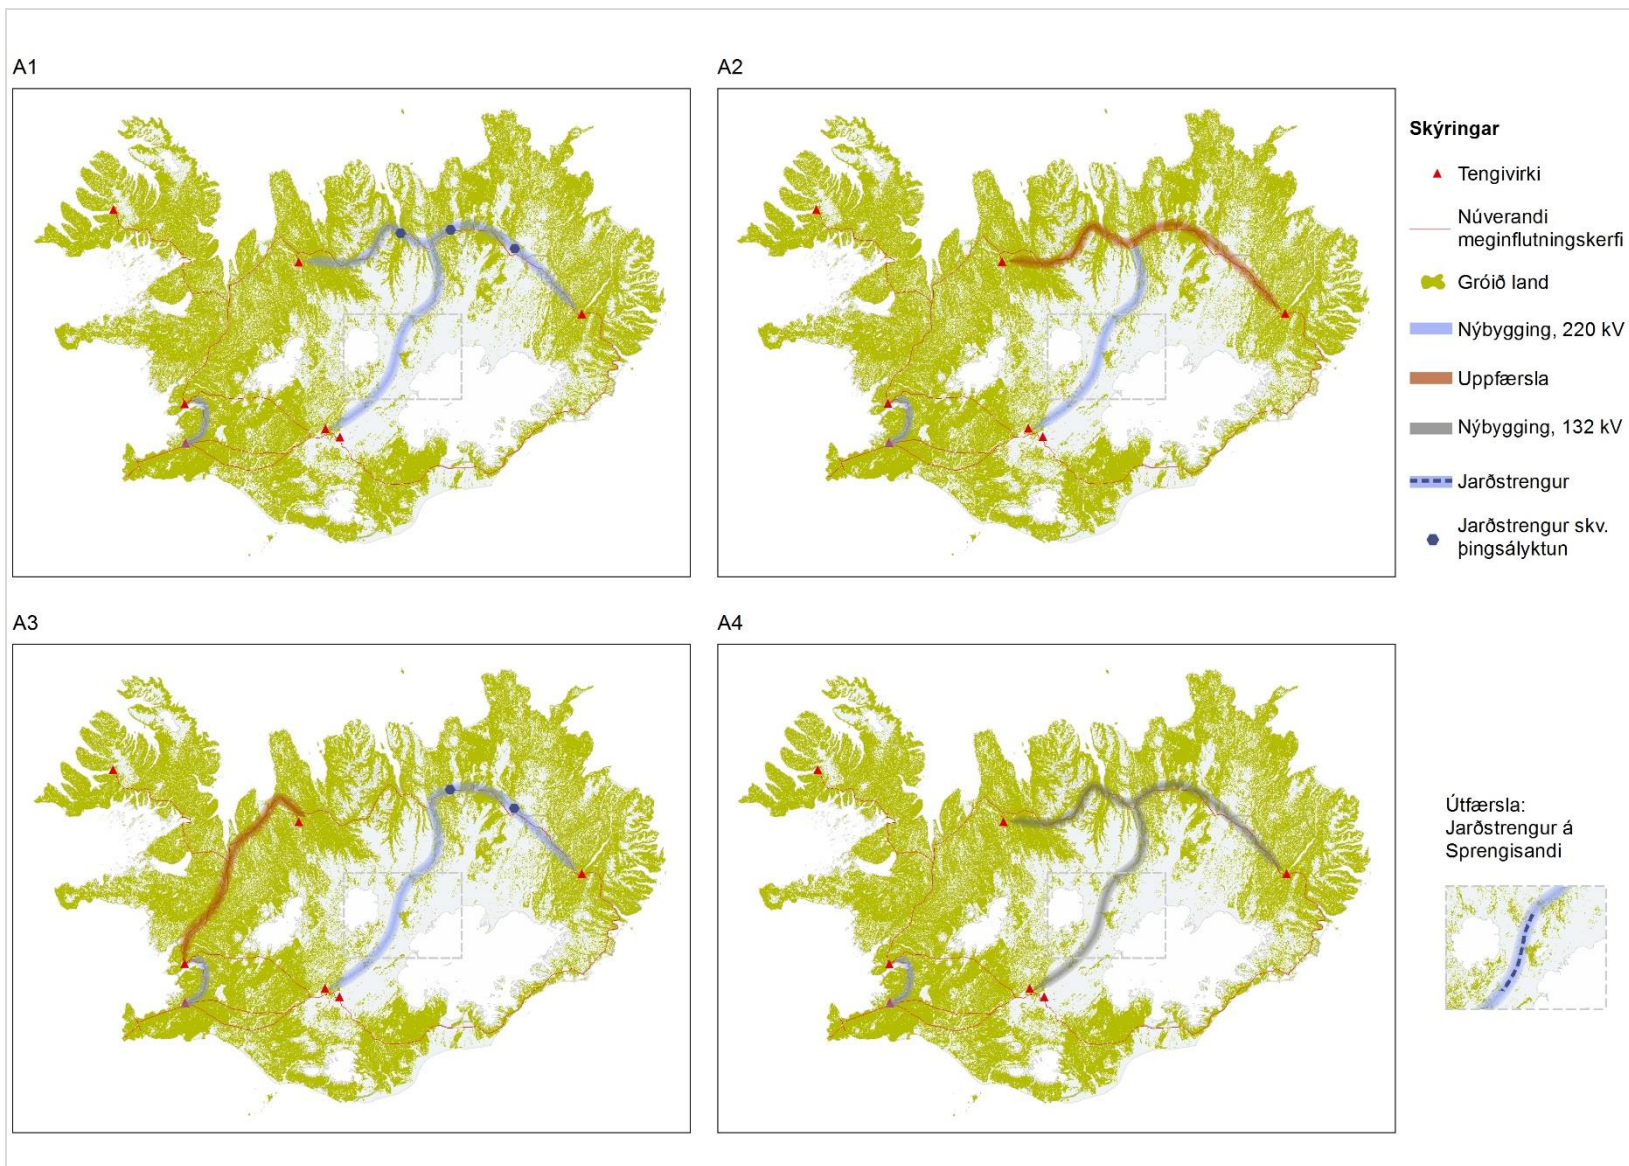 A1
A2
Skýringar
Tengivirki
Núverandi
meginflutningskerfi
Gróið land
Nýbygging, 220 kV
Uppfærsla
Nýbygging, 132 kV
Jarðstrengur
Jarðstrengur skv.
þingsályktun
A3
A4
Útfærsla:
Jarðstrengur á
Sprengisandi